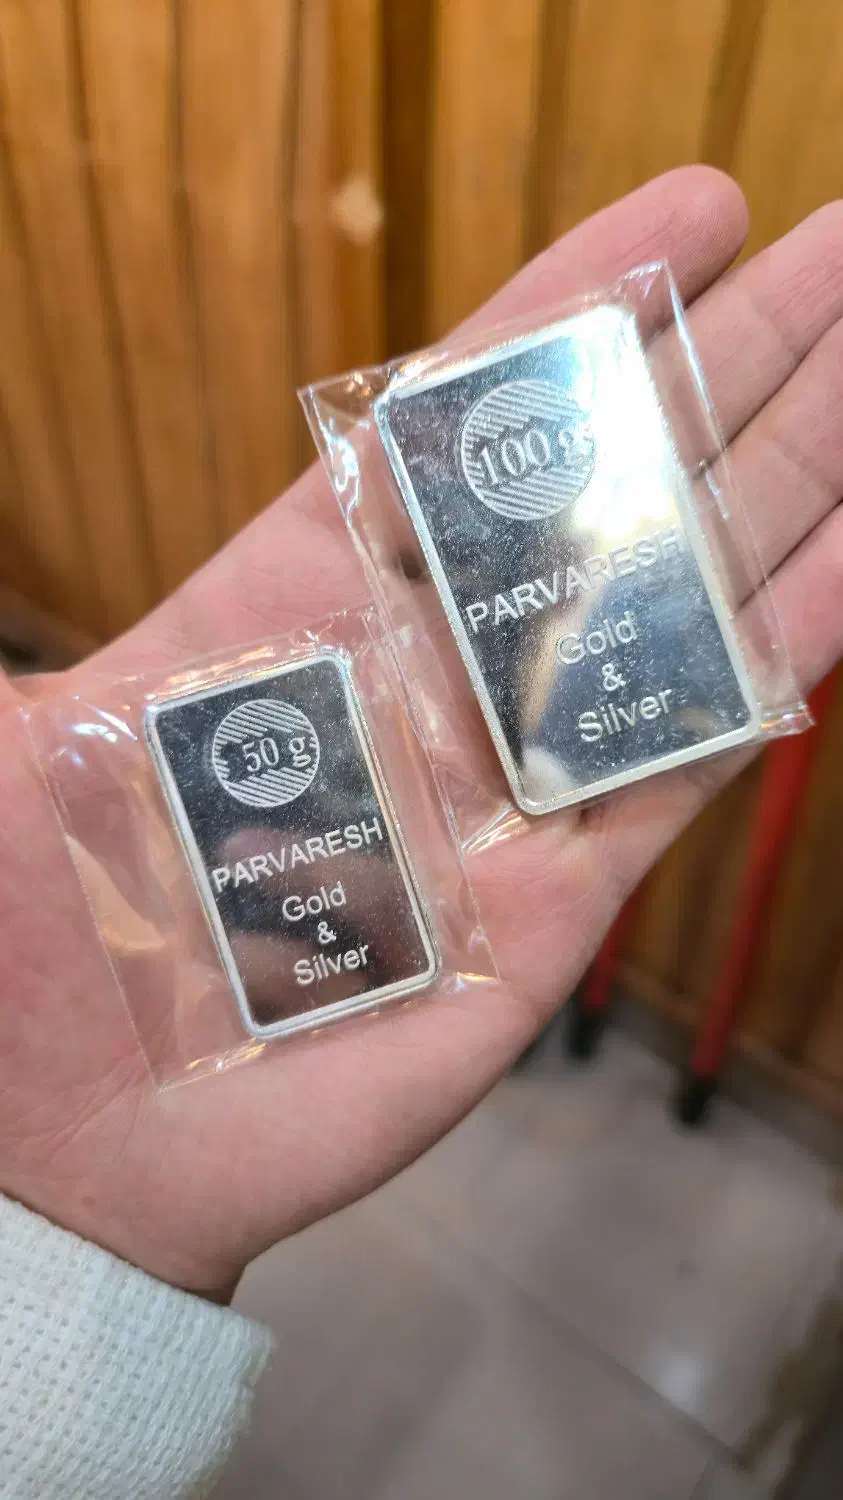 100 g
PARVARESH
Gold
&
Silver
50 g
PARVARESH
Gold
&
Silver